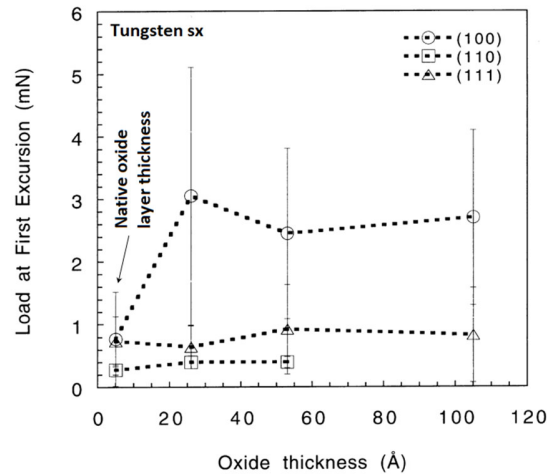 6
Tungsten sx
(100)
(110)
(111)
5
4
3
2
1
0
Load at First Excursion (mN)
Native oxide
layer thickness
0 20 40 60 80 100 120
Oxide thickness (Å)